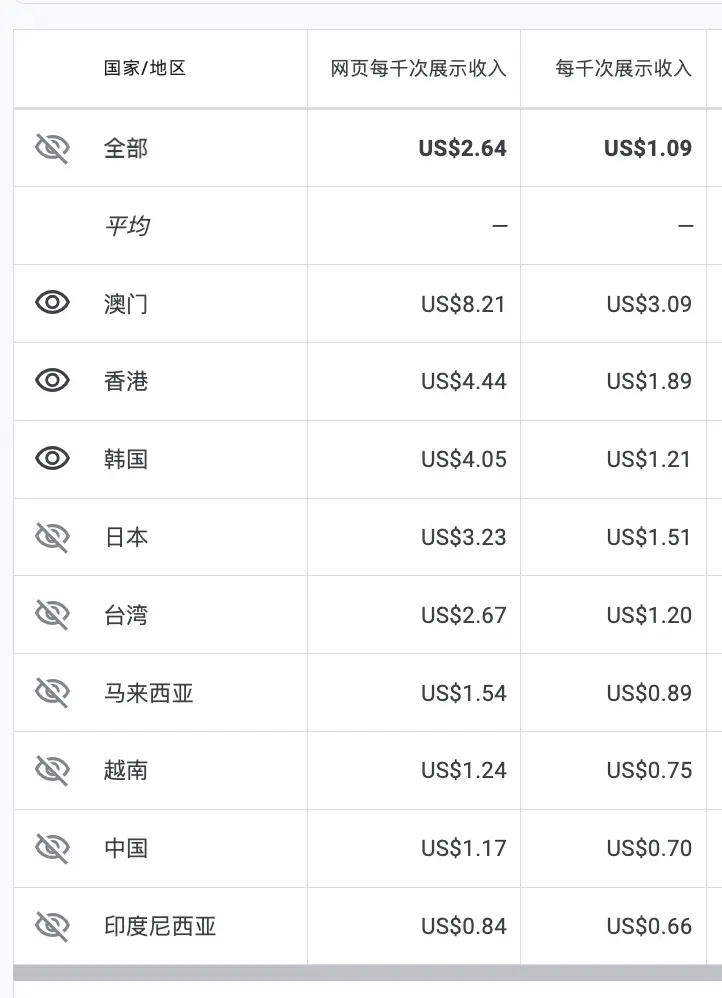 国家/地区 网页每千次展示收入 每千次展示收入
全部 US$2.64 US$1.09
平均 — —
澳门 US$8.21 US$3.09
香港 US$4.44 US$1.89
韩国 US$4.05 US$1.21
日本 US$3.23 US$1.51
台湾 US$2.67 US$1.20
马来西亚 US$1.54 US$0.89
越南 US$1.24 US$0.75
中国 US$1.17 US$0.70
印度尼西亚 US$0.84 US$0.66